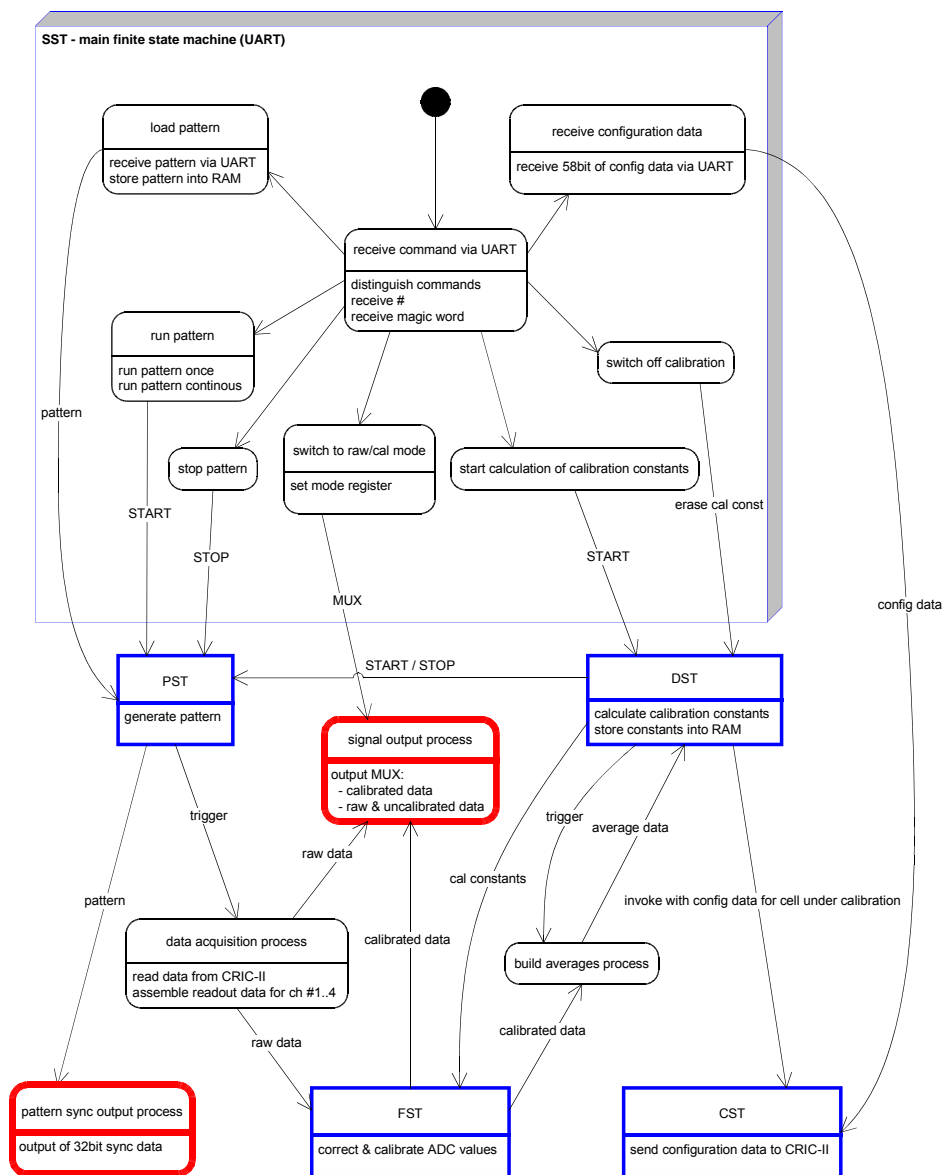 SST - main finite state machine (UART)
load pattern
receive pattern via UART
store pattern into RAM
receive configuration data
receive 58bit of config data via UART
receive command via UART
distinguish commands
receive #
receive magic word
run pattern
run pattern once
run pattern continous
switch off calibration
pattern
stop pattern
switch to raw/cal mode
set mode register
start calculation of calibration constants
START
erase cal const
STOP
START
MUX
config data
START / STOP
PST
generate pattern
DST
calculate calibration constants
store constants into RAM
signal output process
output MUX:
- calibrated data
- raw & uncalibrated data
trigger
trigger
average data
raw data
cal constants
pattern
invoke with config data for cell under calibration
data acquisition process
read data from CRIC-II
assemble readout data for ch #1..4
calibrated data
build averages process
raw data
calibrated data
pattern sync output process
output of 32bit sync data
FST
correct & calibrate ADC values
CST
send configuration data to CRIC-II